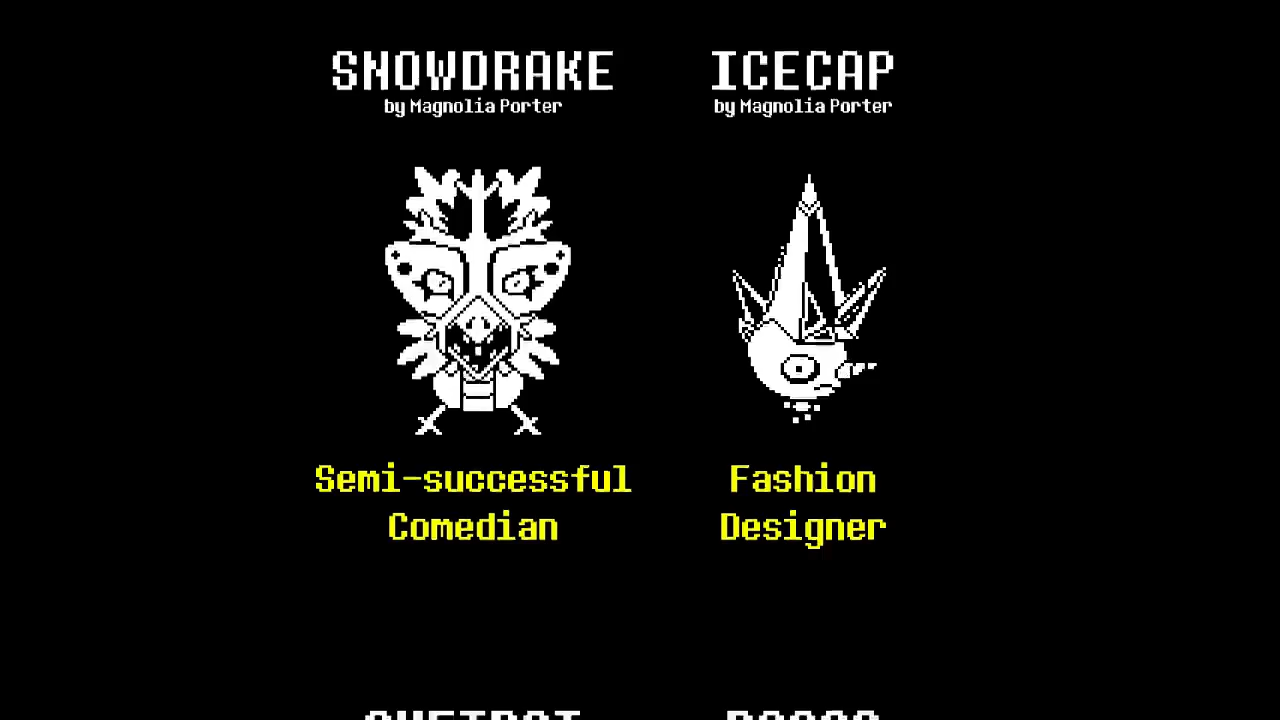 SNOWDRAKE
by Magnolia Porter
ICECAP
by Magnolia Porter
Semi-successful
Comedian
Fashion
Designer